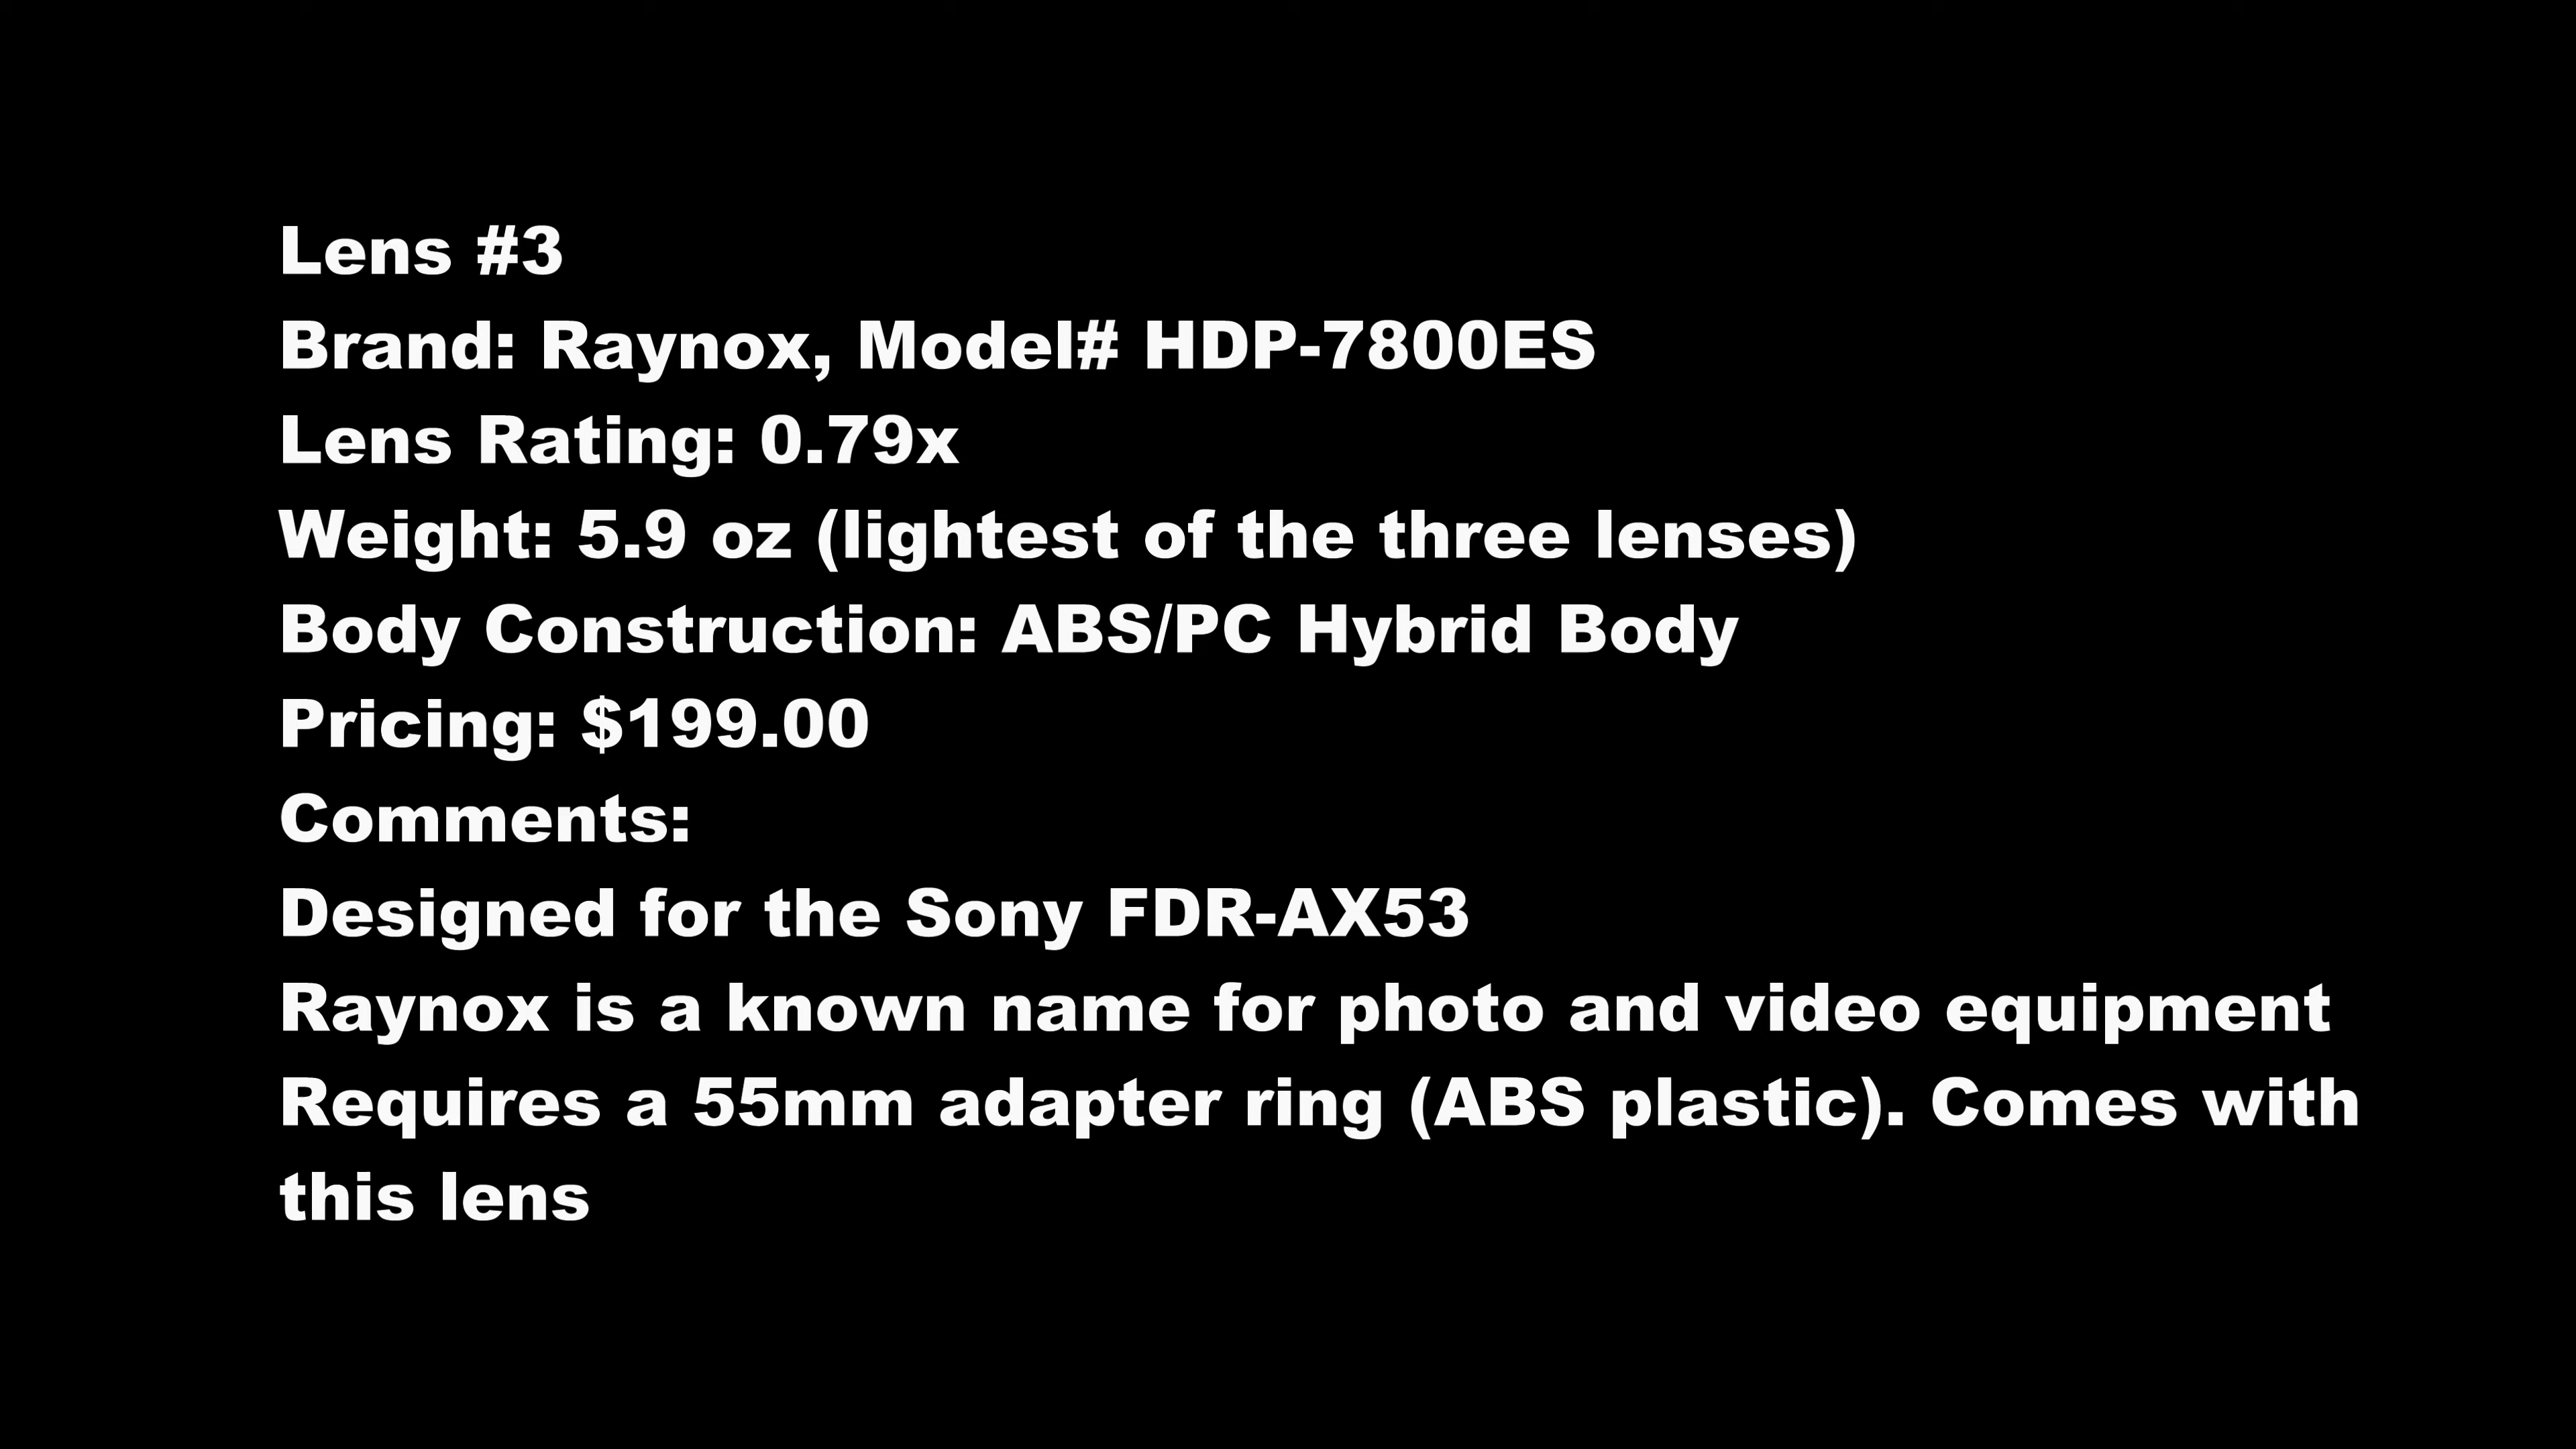 Lens #3
Brand: Raynox, Model# HDP-7800ES
Lens Rating: 0.79x
Weight: 5.9 oz (lightest of the three lenses)
Body Construction: ABS/PC Hybrid Body
Pricing: $199.00
Comments:
Designed for the Sony FDR-AX53
Raynox is a known name for photo and video equipment
Requires a 55mm adapter ring (ABS plastic). Comes with
this lens